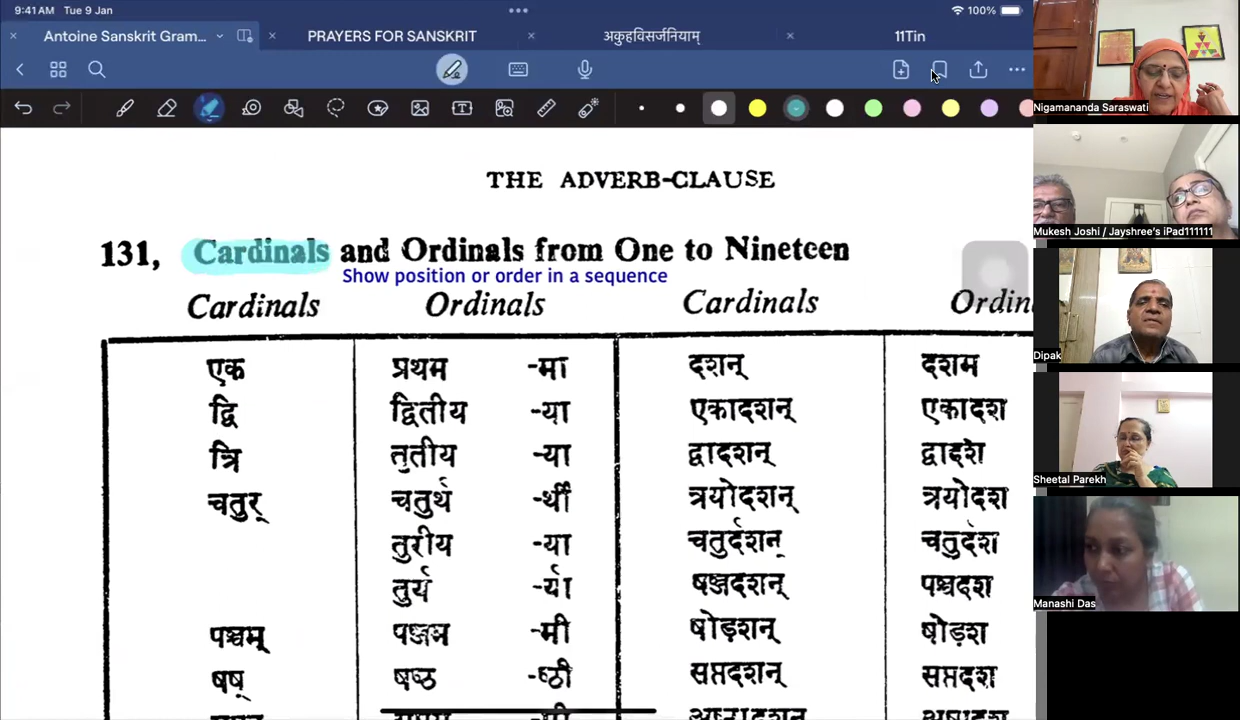 9:41 AM Tue 9 Jan
100%
Antoine Sanskrit Gram...
PRAYERS FOR SANSKRIT
अकुहविसर्जनियाम्
11Tin
THE ADVERB-CLAUSE
131, Cardinals and Ordinals from One to Nineteen
Show position or order in a sequence
Cardinals Ordinals Cardinals Ordin
एक प्रथम -मा दशन् दशम
द्वि द्वितीय -या एकादशन् एकादश
त्रि तृतीय -या द्वादशन् द्वादश
चतुर् चतुर्थ -र्थी त्रयोदशन् त्रयोदश
तुरीय -या चतुर्दशन् चतुर्दश
तुर्य -र्या षञ्चदशन् पञ्चदश
पञ्चम् पञ्चम -मी षोड़शन् षोड़श
षष् षष्ठ -ष्ठी सप्तदशन् सप्तदश
Nigamananda Saraswati
Mukesh Joshi / Jayshree's iPad111111
Dipak
Sheetal Parekh
Manashi Das